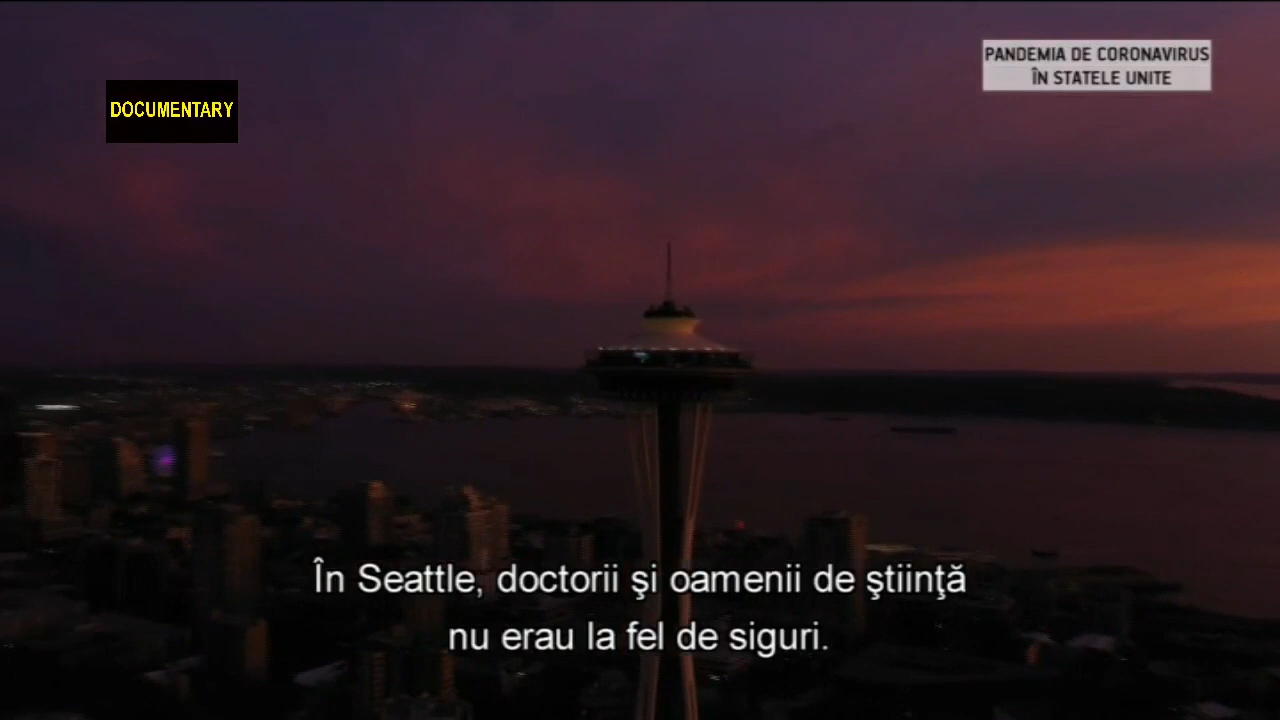 PANDEMIA DE CORONAVIRUS
ÎN STATELE UNITE
DOCUMENTARY
În Seattle, doctorii şi oamenii de ştiinţă
nu erau la fel de siguri.